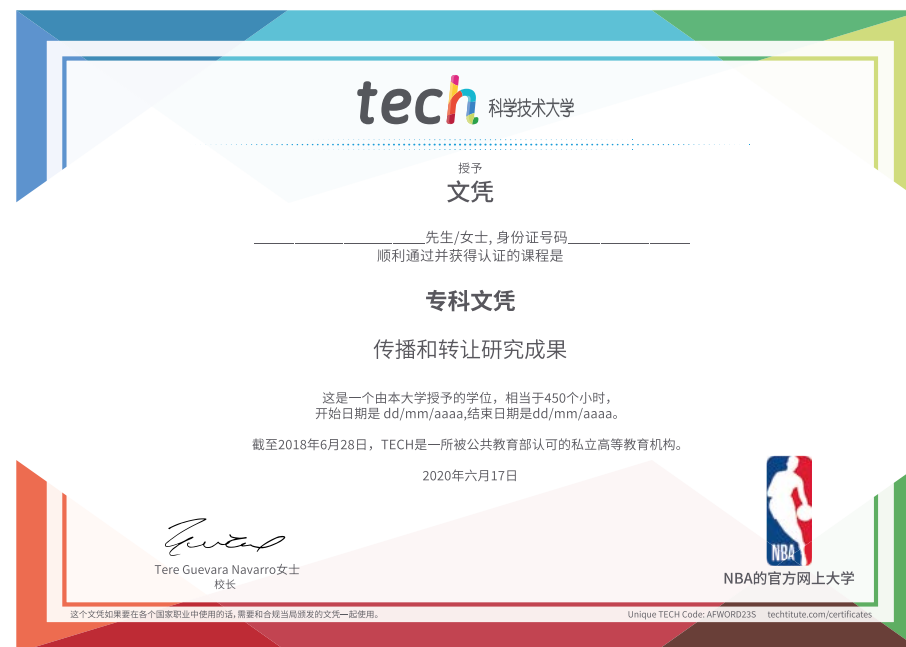 tech 科学技术大学
授予
文凭
______________________先生/女士, 身份证号码________________
顺利通过并获得认证的课程是
专科文凭
传播和转让研究成果
这是一个由本大学授予的学位，相当于450个小时，
开始日期是 dd/mm/aaaa,结束日期是dd/mm/aaaa。
截至2018年6月28日，TECH是一所被公共教育部认可的私立高等教育机构。
2020年六月17日
Tere Guevara Navarro女士
校长
NBA
NBA的官方网上大学
这个文凭如果要在各个国家职业中使用的话,需要和合规当局颁发的文凭一起使用。
Unique TECH Code: AFWORD23S techtitute.com/certificates